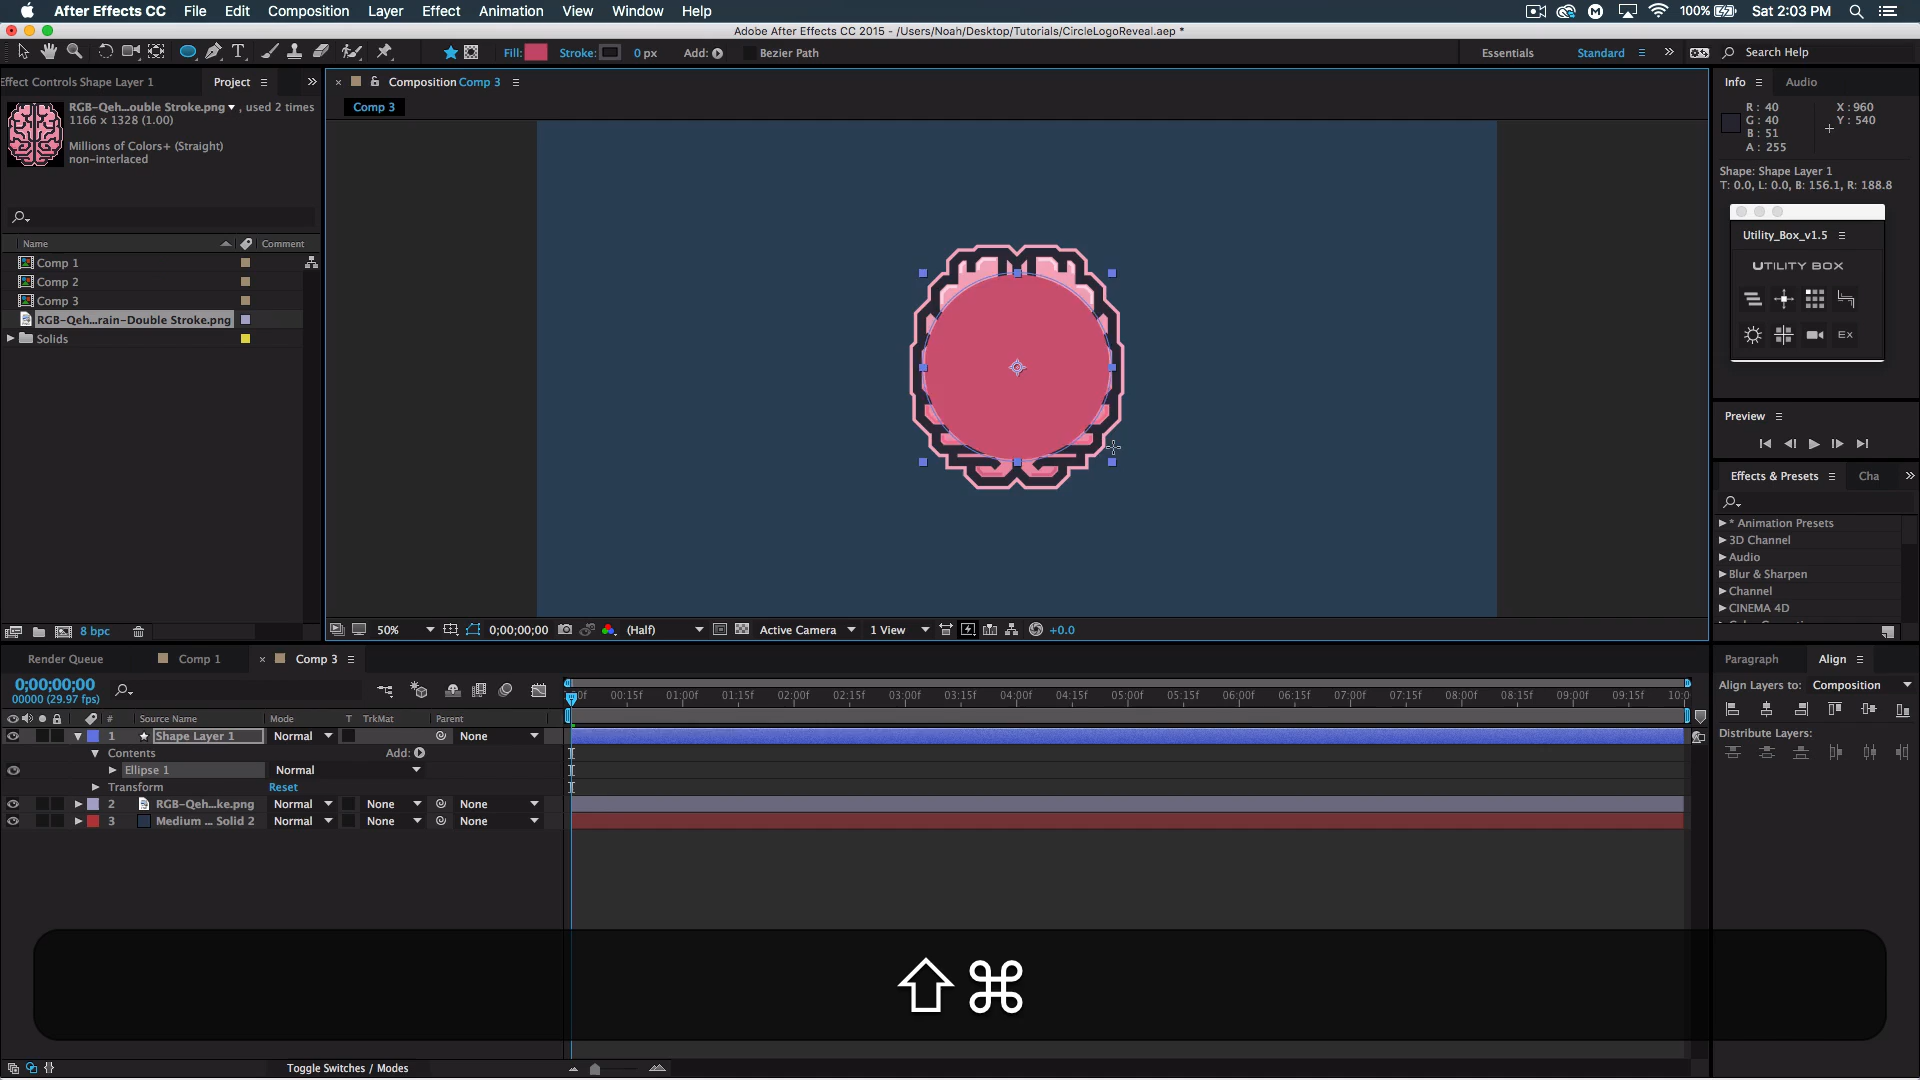 After Effects CC File Edit Composition Layer Effect Animation View Window Help 100% Sat 2:03 PM
Adobe After Effects CC 2015 - /Users/Noah/Desktop/Tutorials/CircleLogoReveal.aep *
Fill: Stroke: 0 px Add: Bezier Path Essentials Standard Search Help
Effect Controls Shape Layer 1 Project
Composition Comp 3
Info Audio
Comp 3
RGB-Qeh...ouble Stroke.png, used 2 times
1166 x 1328 (1.00)
Millions of Colors+ (Straight)
non-interlaced
R: 40
G: 40
B: 51
A: 255
X: 960
Y: 540
Shape: Shape Layer 1
T: 0.0, L: 0.0, B: 156.1, R: 188.8
Utility_Box_v1.5
UTILITY BOX
EX
Name Comment
Comp 1
Comp 2
Comp 3
RGB-Qeh...rain-Double Stroke.png
Solids
Preview
Effects & Presets Cha
* Animation Presets
3D Channel
Audio
Blur & Sharpen
Channel
CINEMA 4D
8 bpc
50% 0;00;00;00 (Half) Active Camera 1 View +0.0
Render Queue Comp 1 Comp 3
Paragraph Align
0;00;00;00
00000 (29.97 fps)
Align Layers to: Composition
00:15f 01:00f 01:15f 02:00f 02:15f 03:00f 03:15f 04:00f 04:15f 05:00f 05:15f 06:00f 06:15f 07:00f 07:15f 08:00f 08:15f 09:00f 09:15f 10:0
# Source Name Mode T TrkMat Parent
Distribute Layers:
1 Shape Layer 1 Normal None
Contents Add:
Ellipse 1 Normal
Transform Reset
2 RGB-Qeh...ke.png Normal None None
3 Medium ... Solid 2 Normal None None
⇧⌘
Toggle Switches / Modes